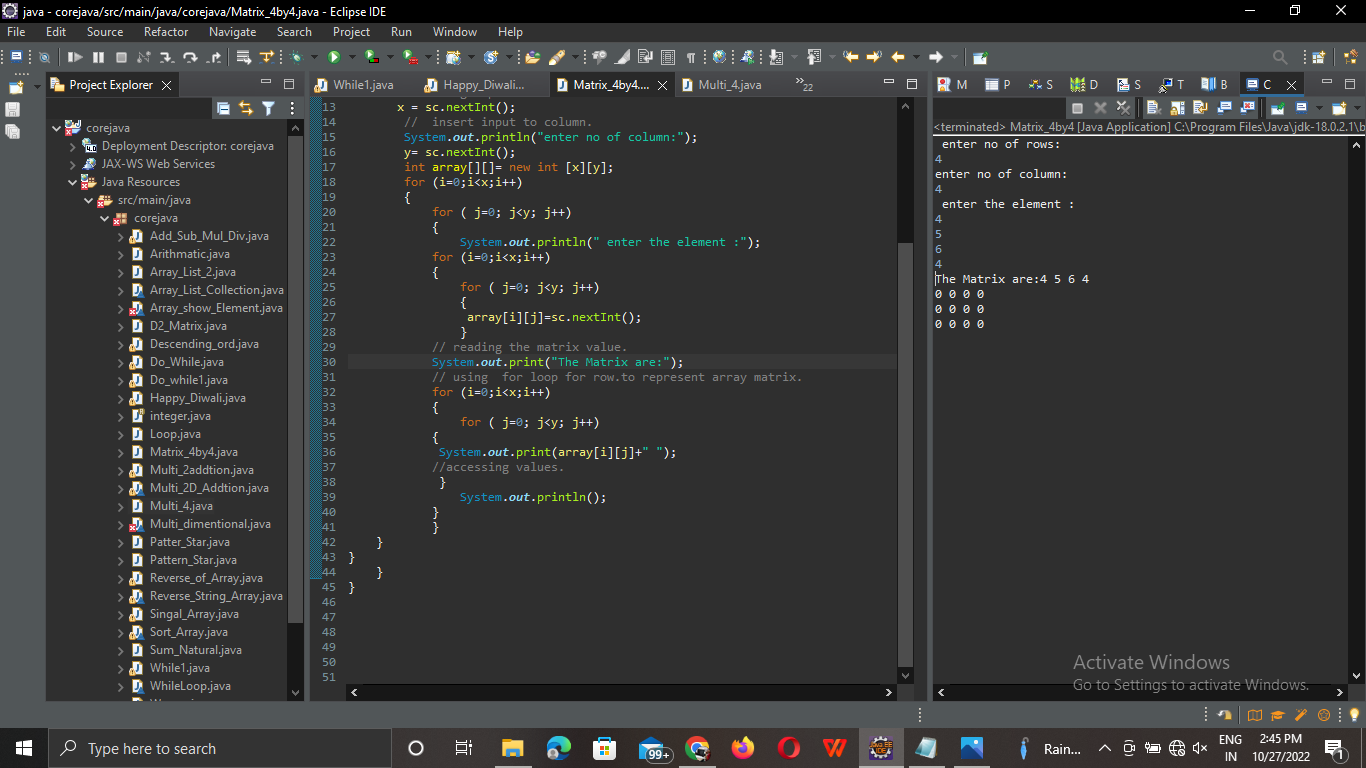 java - corejava/src/main/java/corejava/Matrix_4by4.java - Eclipse IDE
File Edit Source Refactor Navigate Search Project Run Window Help
Project Explorer
corejava
Deployment Descriptor: corejava
JAX-WS Web Services
Java Resources
src/main/java
corejava
Add_Sub_Mul_Div.java
Arithmatic.java
Array_List_2.java
Array_List_Collection.java
Array_show_Element.java
D2_Matrix.java
Descending_ord.java
Do_While.java
Do_while1.java
Happy_Diwali.java
integer.java
Loop.java
Matrix_4by4.java
Multi_2addtion.java
Multi_2D_Addtion.java
Multi_4.java
Multi_dimentional.java
Patter_Star.java
Pattern_Star.java
Reverse_of_Array.java
Reverse_String_Array.java
Singal_Array.java
Sort_Array.java
Sum_Natural.java
While1.java
WhileLoop.java
While1.java Happy_Diwali... Matrix_4by4.... Multi_4.java »22
13 x = sc.nextInt();
14 // insert input to column.
15 System.out.println("enter no of column:");
16 y= sc.nextInt();
17 int array[][]= new int [x][y];
18 for (i=0;i<x;i++)
19 {
20 for ( j=0; j<y; j++)
21 {
22 System.out.println(" enter the element :");
23 for (i=0;i<x;i++)
24 {
25 for ( j=0; j<y; j++)
26 {
27 array[i][j]=sc.nextInt();
28 }
29 // reading the matrix value.
30 System.out.print("The Matrix are:");
31 // using for loop for row.to represent array matrix.
32 for (i=0;i<x;i++)
33 {
34 for ( j=0; j<y; j++)
35 {
36 System.out.print(array[i][j]+" ");
37 //accessing values.
38 }
39 System.out.println();
40 }
41 }
42 }
43 }
44 }
45 }
46
47
48
49
50
51
M P S D S T B C
<terminated> Matrix_4by4 [Java Application] C:\Program Files\Java\jdk-18.0.2.1\b
enter no of rows:
4
enter no of column:
4
enter the element :
4
5
6
4
The Matrix are:4 5 6 4
0 0 0 0
0 0 0 0
0 0 0 0
Activate Windows
Go to Settings to activate Windows.
Type here to search
99+
Rain...
ENG
IN
2:45 PM
10/27/2022
1